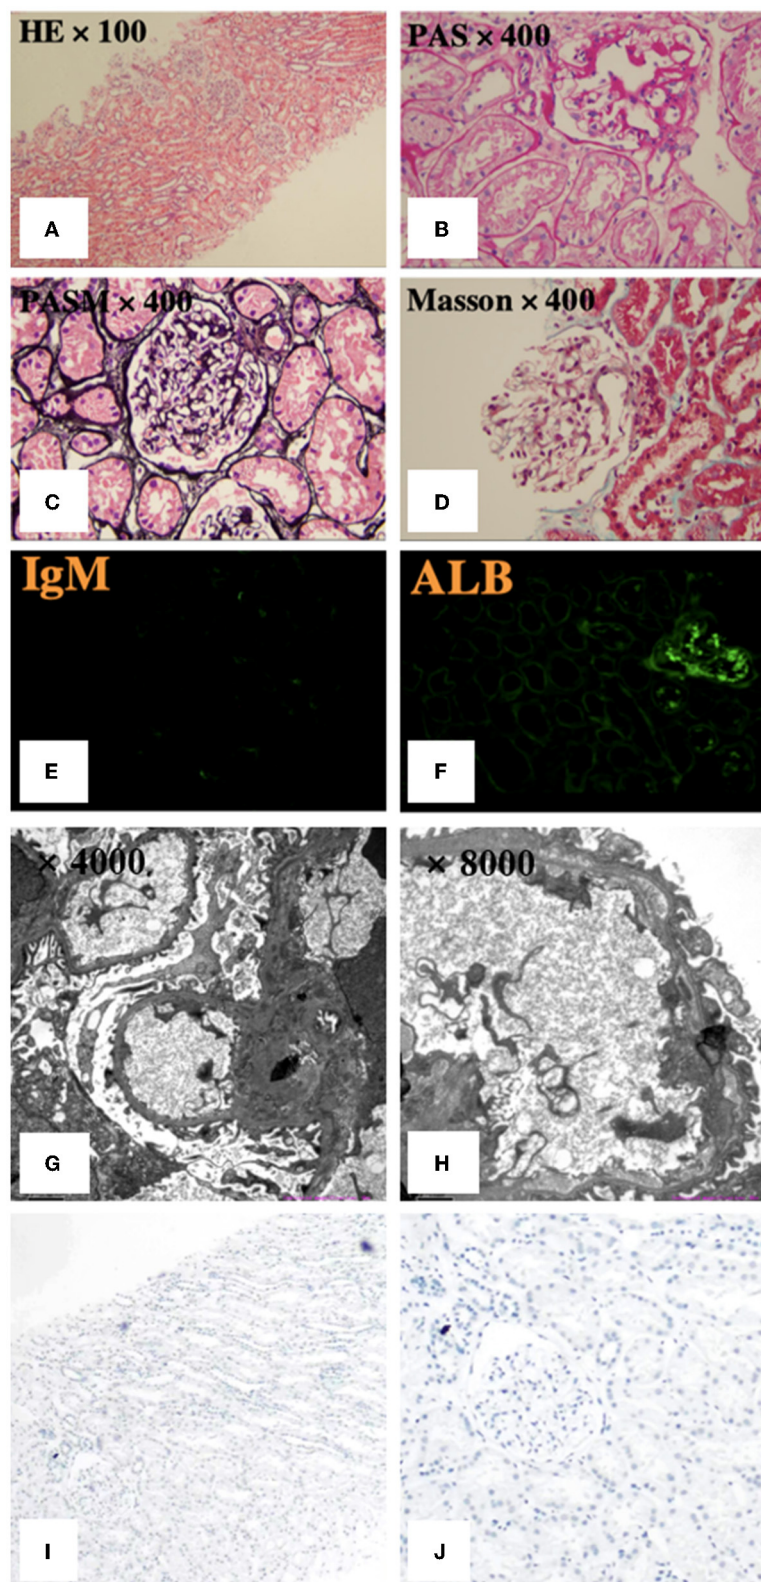 HE × 100
PAS × 400
A
B
PASM × 400
Masson × 400
C
D
IgM
ALB
E
F
× 4000
× 8000
G
H
I
J